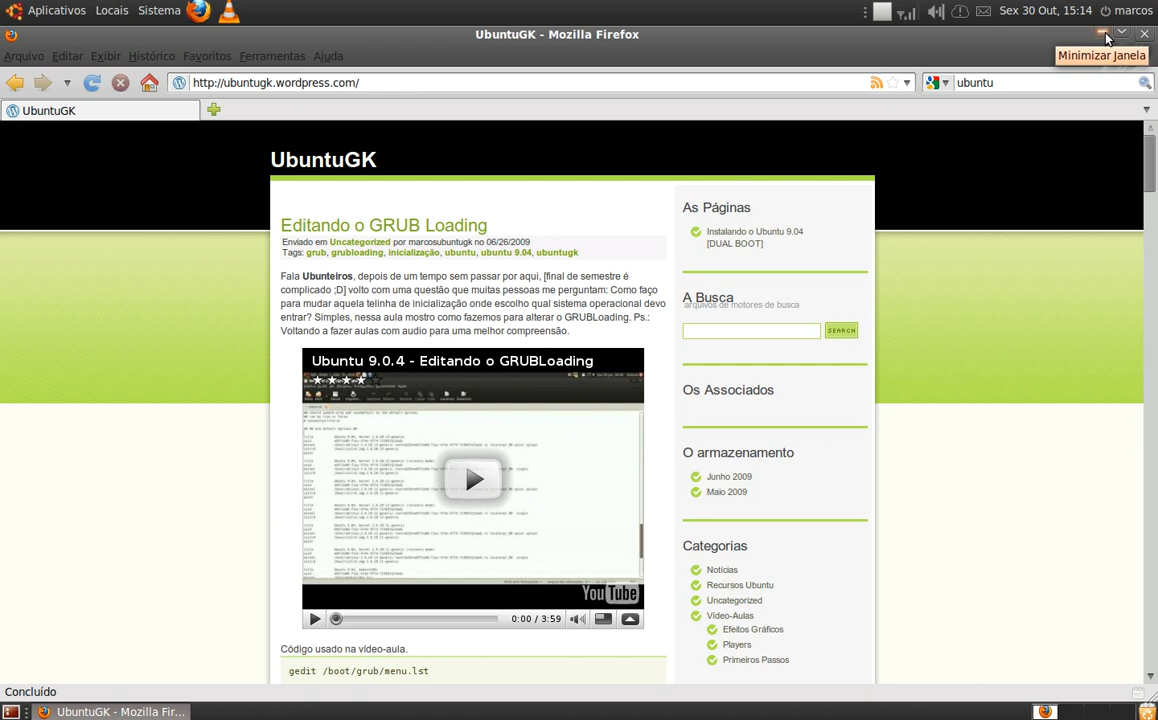 Aplicativos Locais Sistema Sex 30 Out, 15:14 marcos
UbuntuGK - Mozilla Firefox
Arquivo Editar Exibir Histórico Favoritos Ferramentas Ajuda
Minimizar Janela
http://ubuntugk.wordpress.com/ ubuntu
UbuntuGK
UbuntuGK
Editando o GRUB Loading
Enviado em Uncategorized por marcosubuntugk no 06/26/2009
Tags: grub, grubloading, inicialização, ubuntu, ubuntu 9.04, ubuntugk
Fala Ubunteiros, depois de um tempo sem passar por aqui, [final de semestre é
complicado ;D] volto com uma questão que muitas pessoas me perguntam: Como faço
para mudar aquela telinha de inicialização onde escolho qual sistema operacional devo
entrar? Simples, nessa aula mostro como fazemos para alterar o GRUBLoading. Ps.:
Voltando a fazer aulas com audio para uma melhor compreensão.
Ubuntu 9.0.4 - Editando o GRUBLoading
YouTube
0:00 / 3:59
Código usado na vídeo-aula.
gedit /boot/grub/menu.lst
As Páginas
Instalando o Ubuntu 9.04
[DUAL BOOT]
A Busca
arquivos de motores de busca
SEARCH
Os Associados
O armazenamento
Junho 2009
Maio 2009
Categorias
Notícias
Recursos Ubuntu
Uncategorized
Vídeo-Aulas
Efeitos Gráficos
Players
Primeiros Passos
Concluído
UbuntuGK - Mozilla Fir...